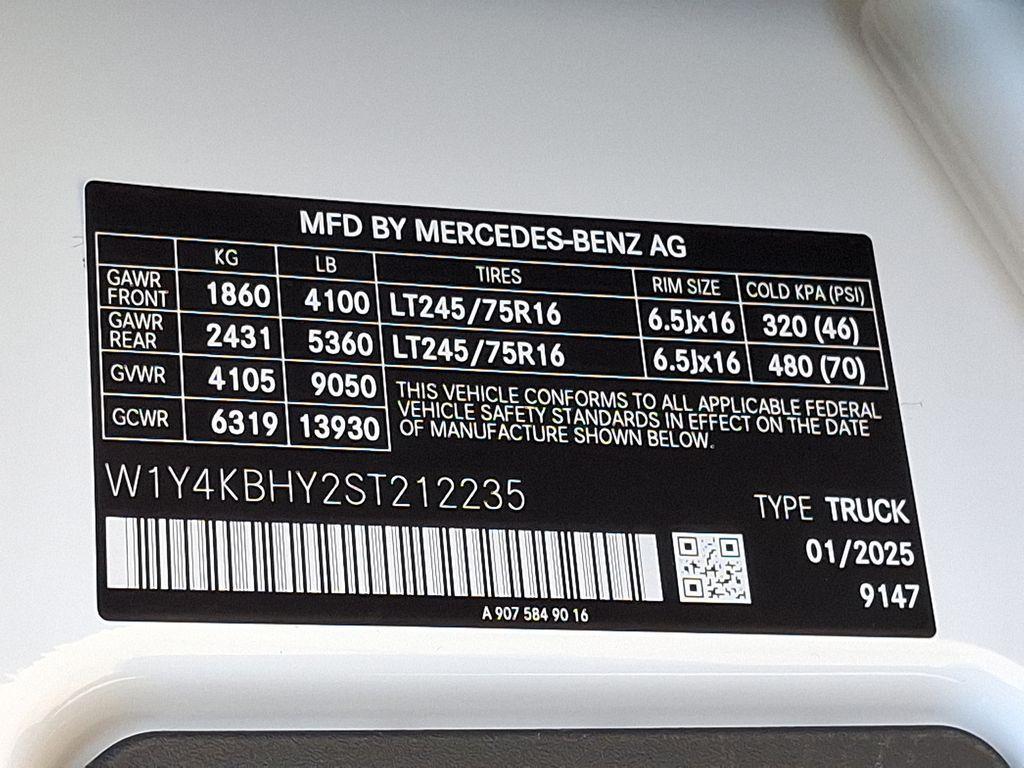 MFD BY MERCEDES-BENZ AG
KG LB TIRES RIM SIZE COLD KPA (PSI)
GAWR FRONT 1860 4100 LT245/75R16 6.5Jx16 320 (46)
GAWR REAR 2431 5360 LT245/75R16 6.5Jx16 480 (70)
GVWR 4105 9050
GCWR 6319 13930
THIS VEHICLE CONFORMS TO ALL APPLICABLE FEDERAL
VEHICLE SAFETY STANDARDS IN EFFECT ON THE DATE
OF MANUFACTURE SHOWN BELOW.
W1Y4KBHY2ST212235
TYPE TRUCK
01/2025
9147
A 907 584 90 16